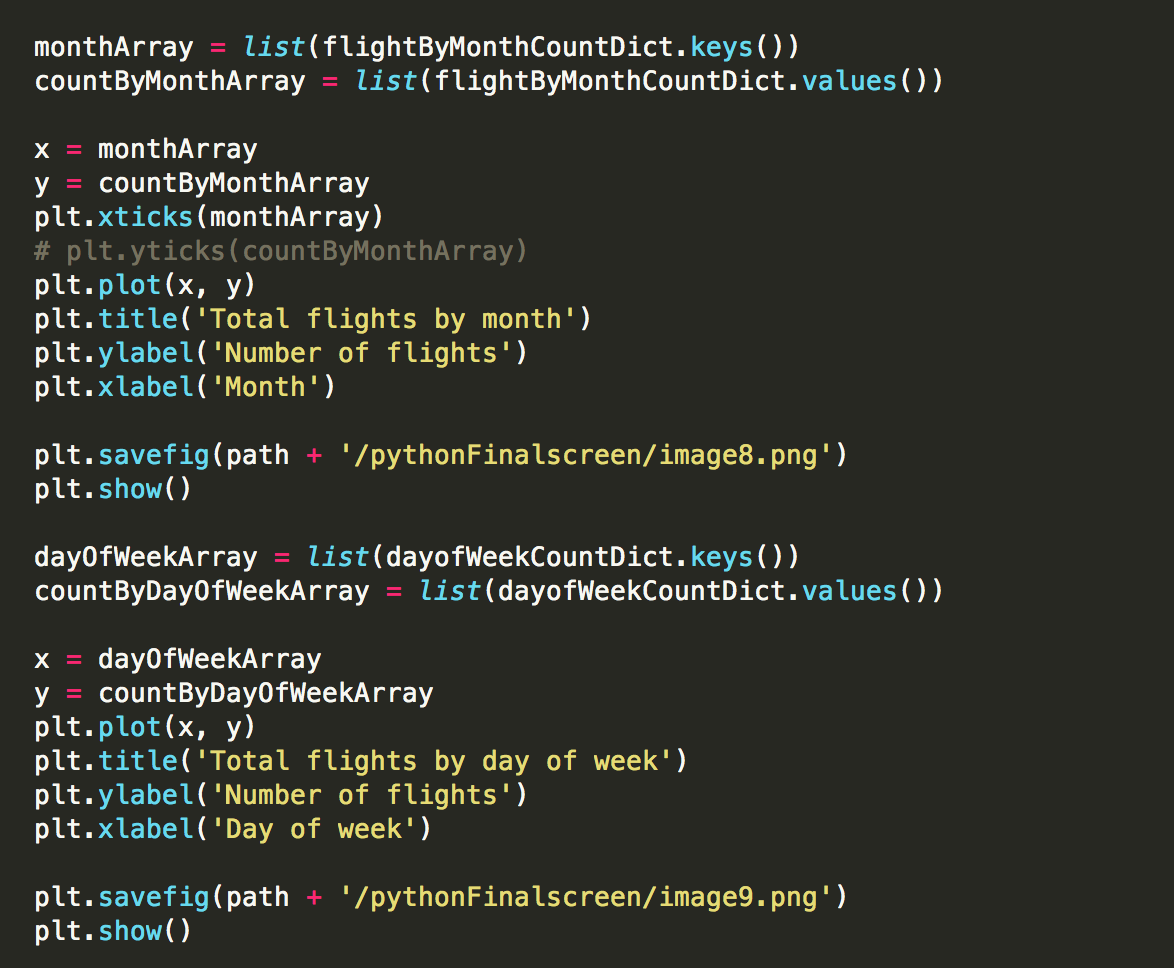 monthArray = list(flightByMonthCountDict.keys())
countByMonthArray = list(flightByMonthCountDict.values())
x = monthArray
y = countByMonthArray
plt.xticks(monthArray)
# plt.yticks(countByMonthArray)
plt.plot(x, y)
plt.title('Total flights by month')
plt.ylabel('Number of flights')
plt.xlabel('Month')
plt.savefig(path + '/pythonFinalscreen/image8.png')
plt.show()
dayOfWeekArray = list(dayofWeekCountDict.keys())
countByDayOfWeekArray = list(dayofWeekCountDict.values())
x = dayOfWeekArray
y = countByDayOfWeekArray
plt.plot(x, y)
plt.title('Total flights by day of week')
plt.ylabel('Number of flights')
plt.xlabel('Day of week')
plt.savefig(path + '/pythonFinalscreen/image9.png')
plt.show()